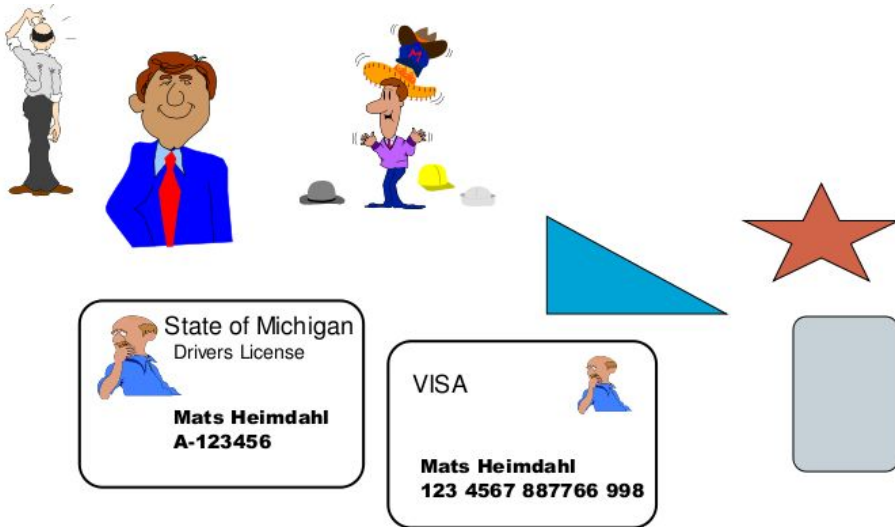 M
State of Michigan
Drivers License
Mats Heimdahl
A-123456
VISA
Mats Heimdahl
123 4567 887766 998